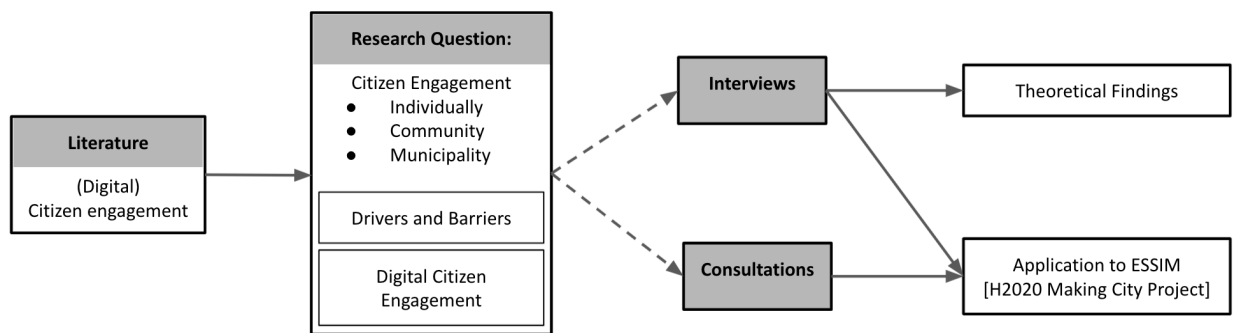 Literature
(Digital)
Citizen engagement
Research Question:
Citizen Engagement
● Individually
● Community
● Municipality
Drivers and Barriers
Digital Citizen
Engagement
Interviews
Consultations
Theoretical Findings
Application to ESSIM
[H2020 Making City Project]